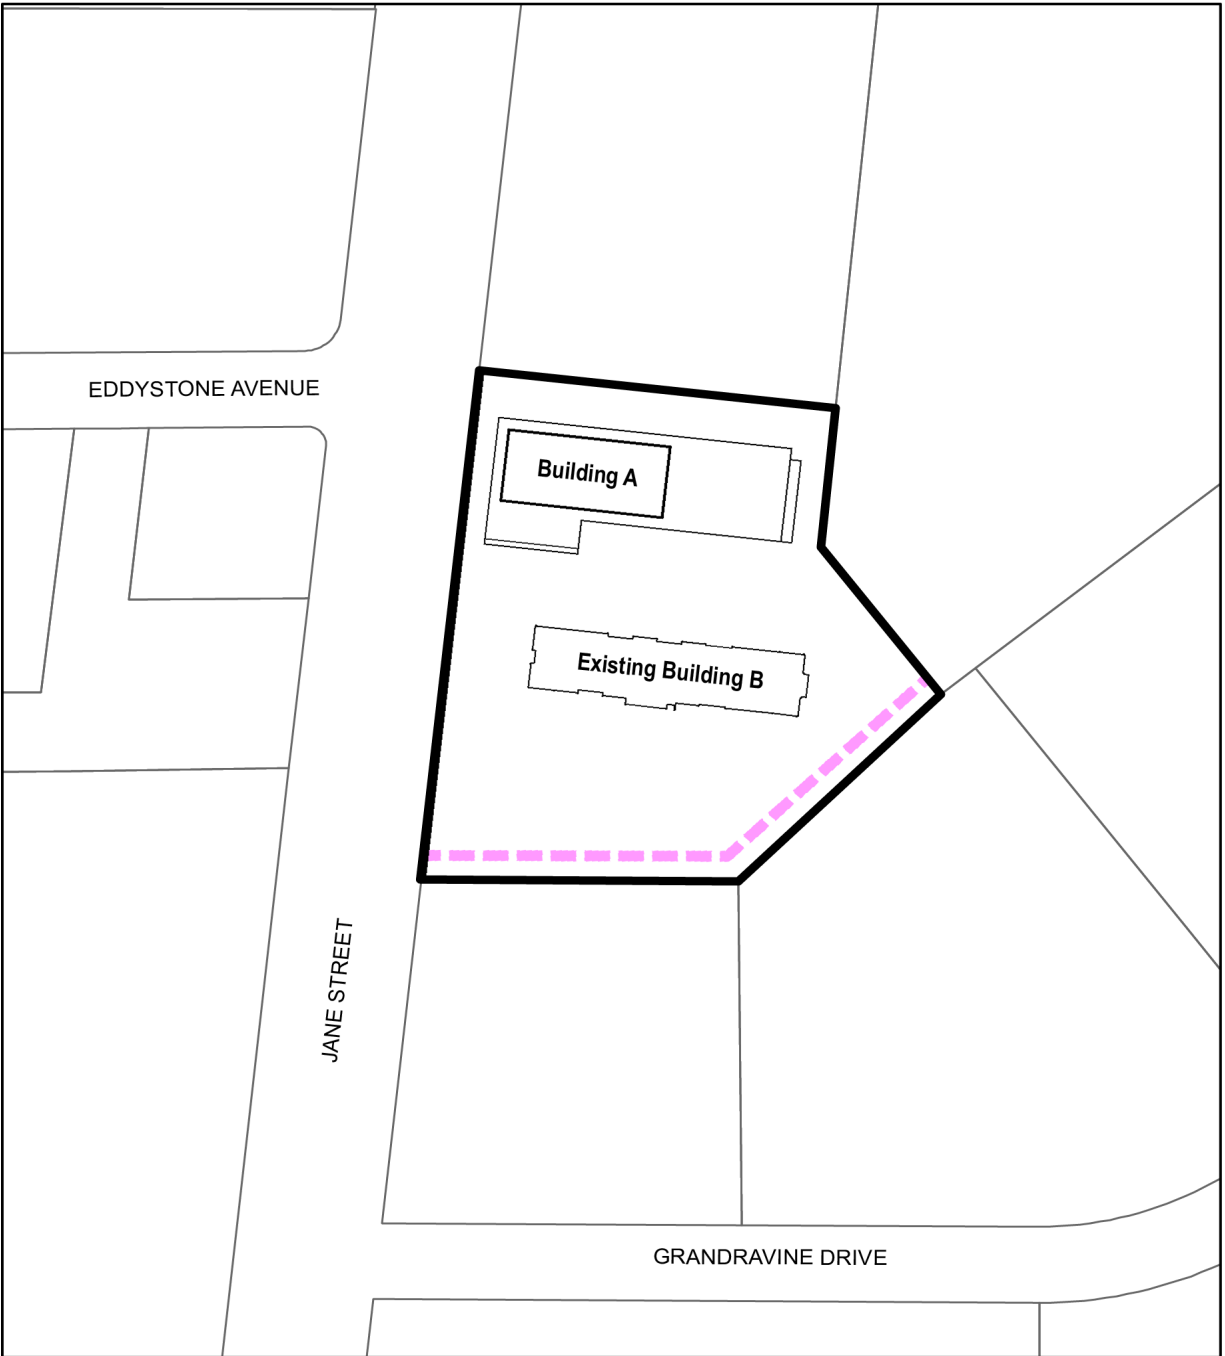 EDDYSTONE AVENUE
Building A
Existing Building B
JANE STREET
GRANDRAVINE DRIVE